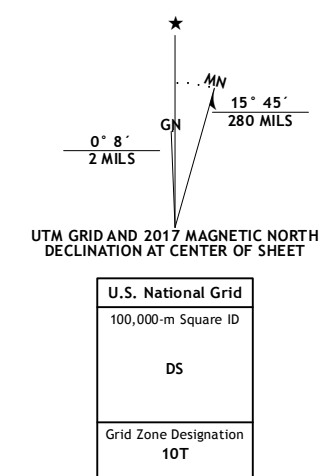 MN
GN
15° 45´
280 MILS
0° 8´
2 MILS
UTM GRID AND 2017 MAGNETIC NORTH
DECLINATION AT CENTER OF SHEET
U.S. National Grid
100,000-m Square ID
DS
Grid Zone Designation
10T